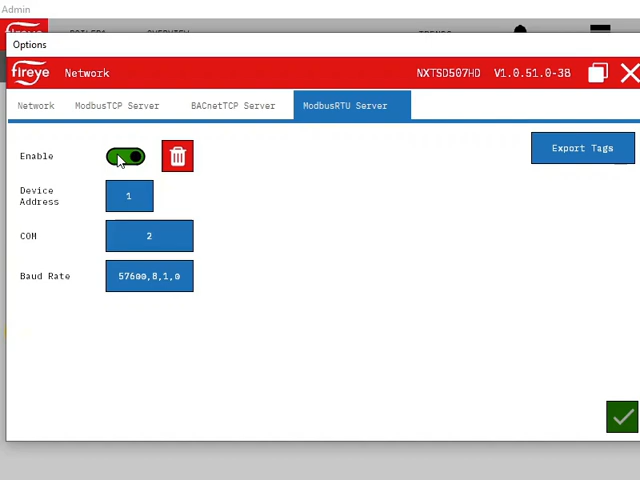 Admin
Options
fireye
Network
NXTSD507HD
V1.0.51.0-38
Network
ModbusTCP Server
BACnetTCP Server
ModbusRTU Server
Enable
Export Tags
Device
Address
1
COM
2
Baud Rate
57600,8,1,0